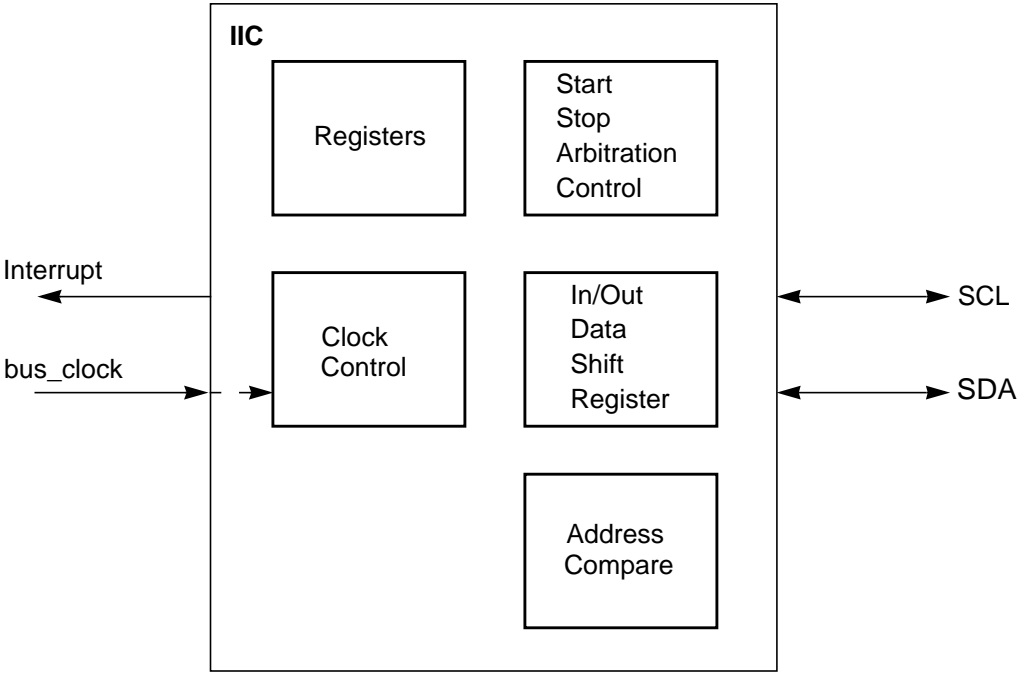 IIC
Registers
Start
Stop
Arbitration
Control
Interrupt
bus_clock
Clock
Control
In/Out
Data
Shift
Register
SCL
SDA
Address
Compare